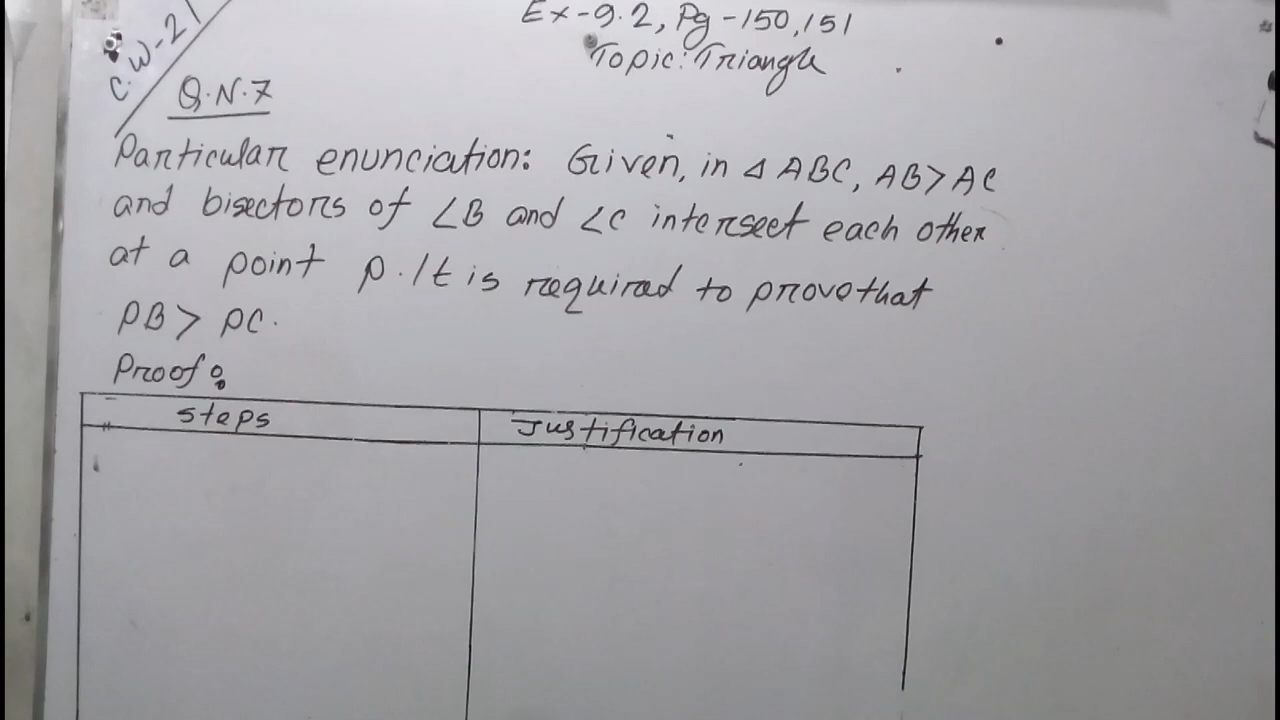 C.W-21
Ex-9.2, Pg-150,151
Topic: Triangle
Q.N.7
Particular enunciation: Given, in △ ABC, AB > AC
and bisectors of ∠B and ∠C intersect each other
at a point P. It is required to prove that
PB > PC.
Proof:
steps Justification